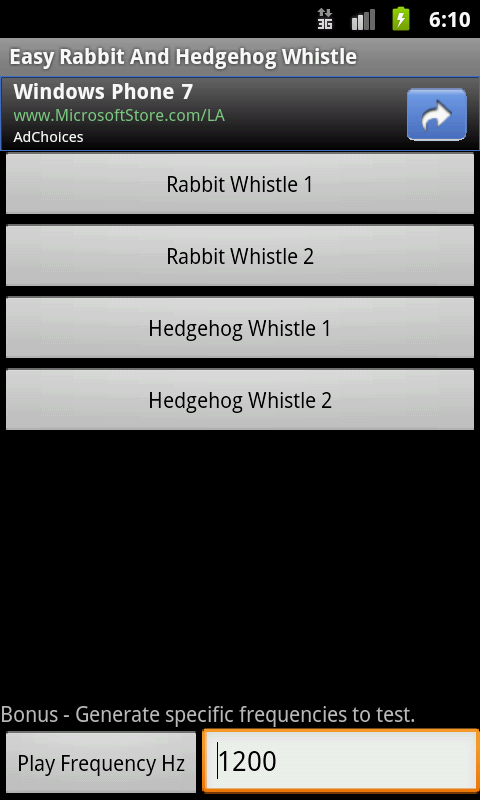 3G 6:10
Easy Rabbit And Hedgehog Whistle
Windows Phone 7
www.MicrosoftStore.com/LA
AdChoices
Rabbit Whistle 1
Rabbit Whistle 2
Hedgehog Whistle 1
Hedgehog Whistle 2
Bonus - Generate specific frequencies to test.
Play Frequency Hz 1200